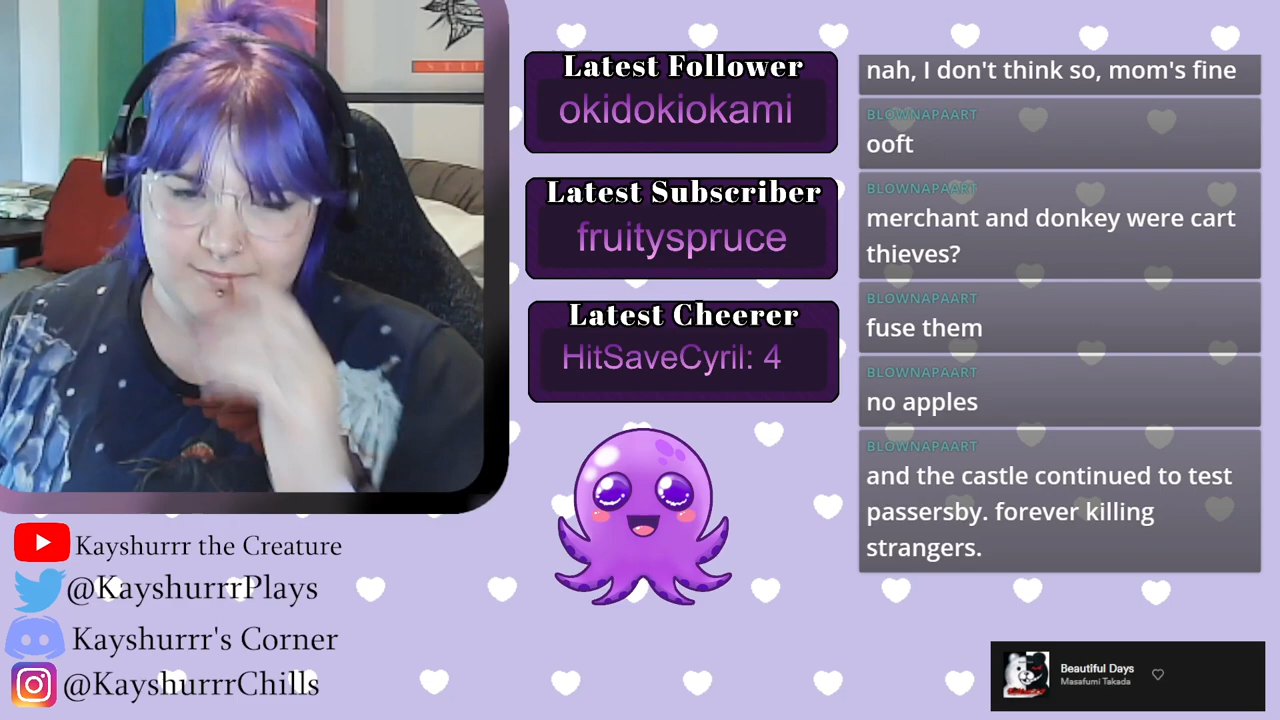 Latest Follower
okidokiokami
Latest Subscriber
fruityspruce
Latest Cheerer
HitSaveCyril: 4
nah, I don't think so, mom's fine
BLOWNAPAART
ooft
BLOWNAPAART
merchant and donkey were cart
thieves?
BLOWNAPAART
fuse them
BLOWNAPAART
no apples
BLOWNAPAART
and the castle continued to test
passersby. forever killing
strangers.
Kayshurrr the Creature
@KayshurrrPlays
Kayshurrr's Corner
@KayshurrrChills
Beautiful Days
Masafumi Takada